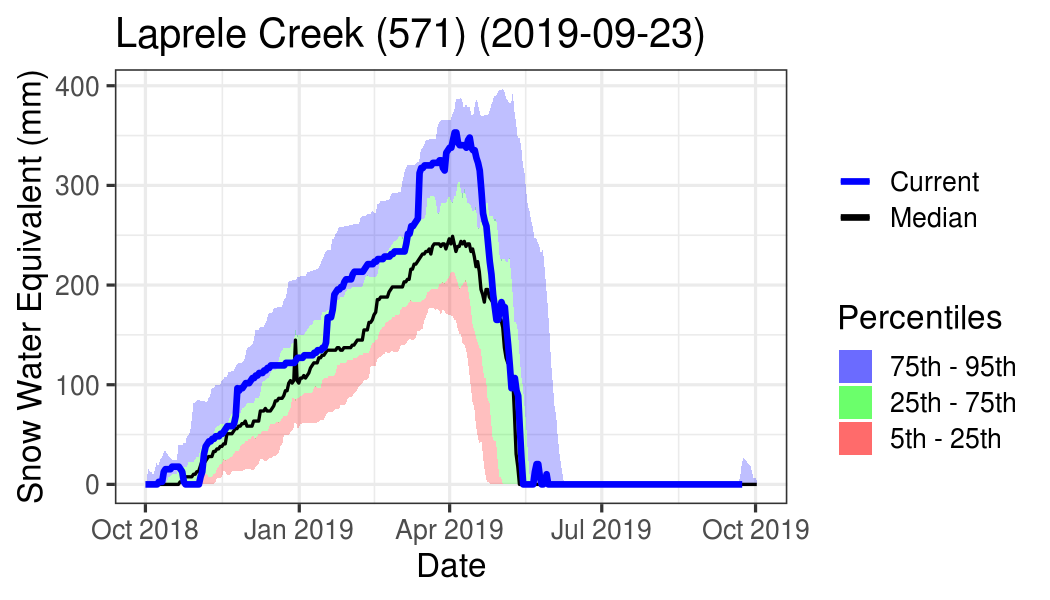 Laprele Creek (571) (2019-09-23)
Snow Water Equivalent (mm)
400
300
200
100
0
Oct 2018
Jan 2019
Apr 2019
Jul 2019
Oct 2019
Date
Current
Median
Percentiles
75th - 95th
25th - 75th
5th - 25th